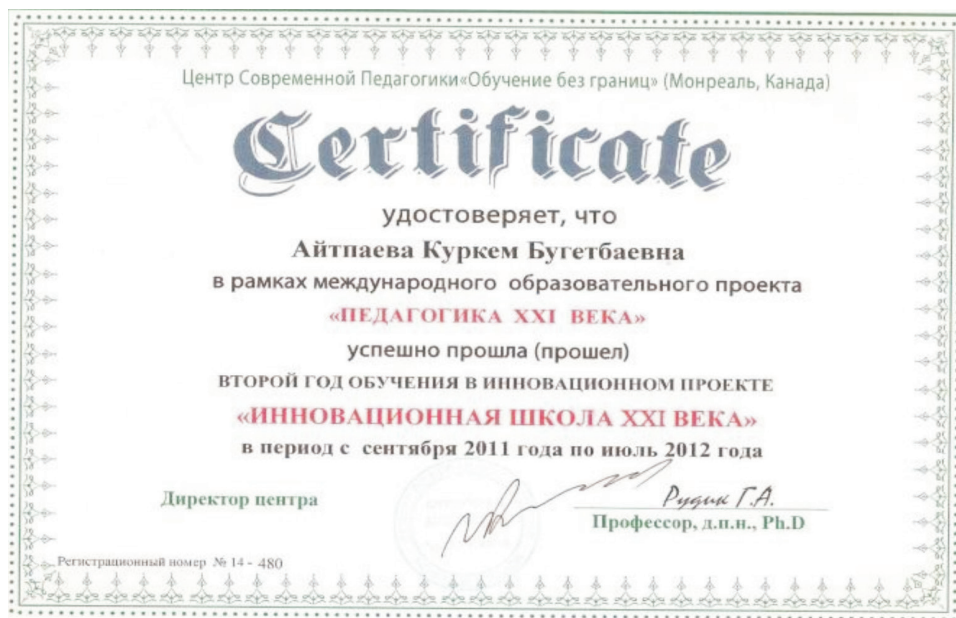 Центр Современной Педагогики«Обучение без границ» (Монреаль, Канада)
Certificate
удостоверяет, что
Айтпаева Куркем Бугетбаевна
в рамках международного образовательного проекта
«ПЕДАГОГИКА XXI ВЕКА»
успешно прошла (прошел)
ВТОРОЙ ГОД ОБУЧЕНИЯ В ИННОВАЦИОННОМ ПРОЕКТЕ
«ИННОВАЦИОННАЯ ШКОЛА XXI ВЕКА»
в период с сентября 2011 года по июль 2012 года
Директор центра
Рудик Г.А.
Профессор, д.п.н., Ph.D
Регистрационный номер № 14 - 480